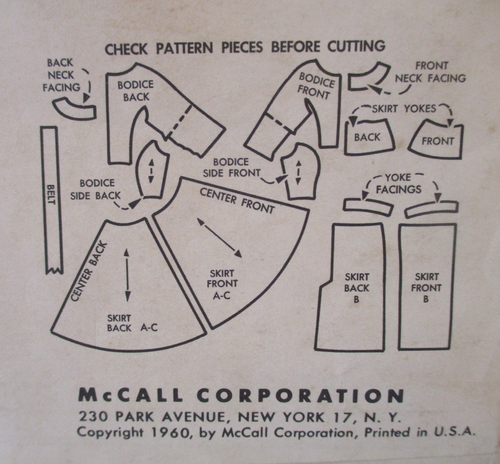 CHECK PATTERN PIECES BEFORE CUTTING
BACK
NECK
FACING
BODICE
BACK
BODICE
FRONT
FRONT
NECK FACING
SKIRT YOKES
BACK
FRONT
BELT
BODICE
SIDE BACK
BODICE
SIDE FRONT
YOKE
FACINGS
CENTER BACK
SKIRT
BACK A-C
CENTER FRONT
SKIRT
FRONT
A-C
SKIRT
BACK
B
SKIRT
FRONT
B
McCALL CORPORATION
230 PARK AVENUE, NEW YORK 17, N. Y.
Copyright 1960, by McCall Corporation, Printed in U.S.A.